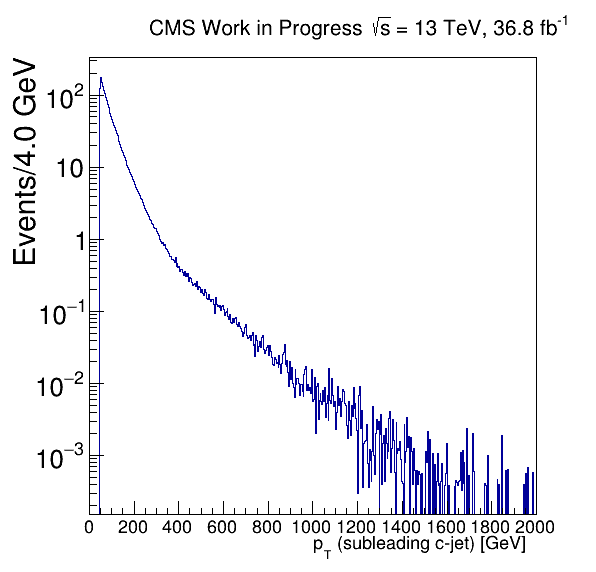 CMS Work in Progress √s = 13 TeV, 36.8 fb⁻¹
Events/4.0 GeV
10²
10
1
10⁻¹
10⁻²
10⁻³
0 200 400 600 800 1000 1200 1400 1600 1800 2000
p_T (subleading c-jet) [GeV]